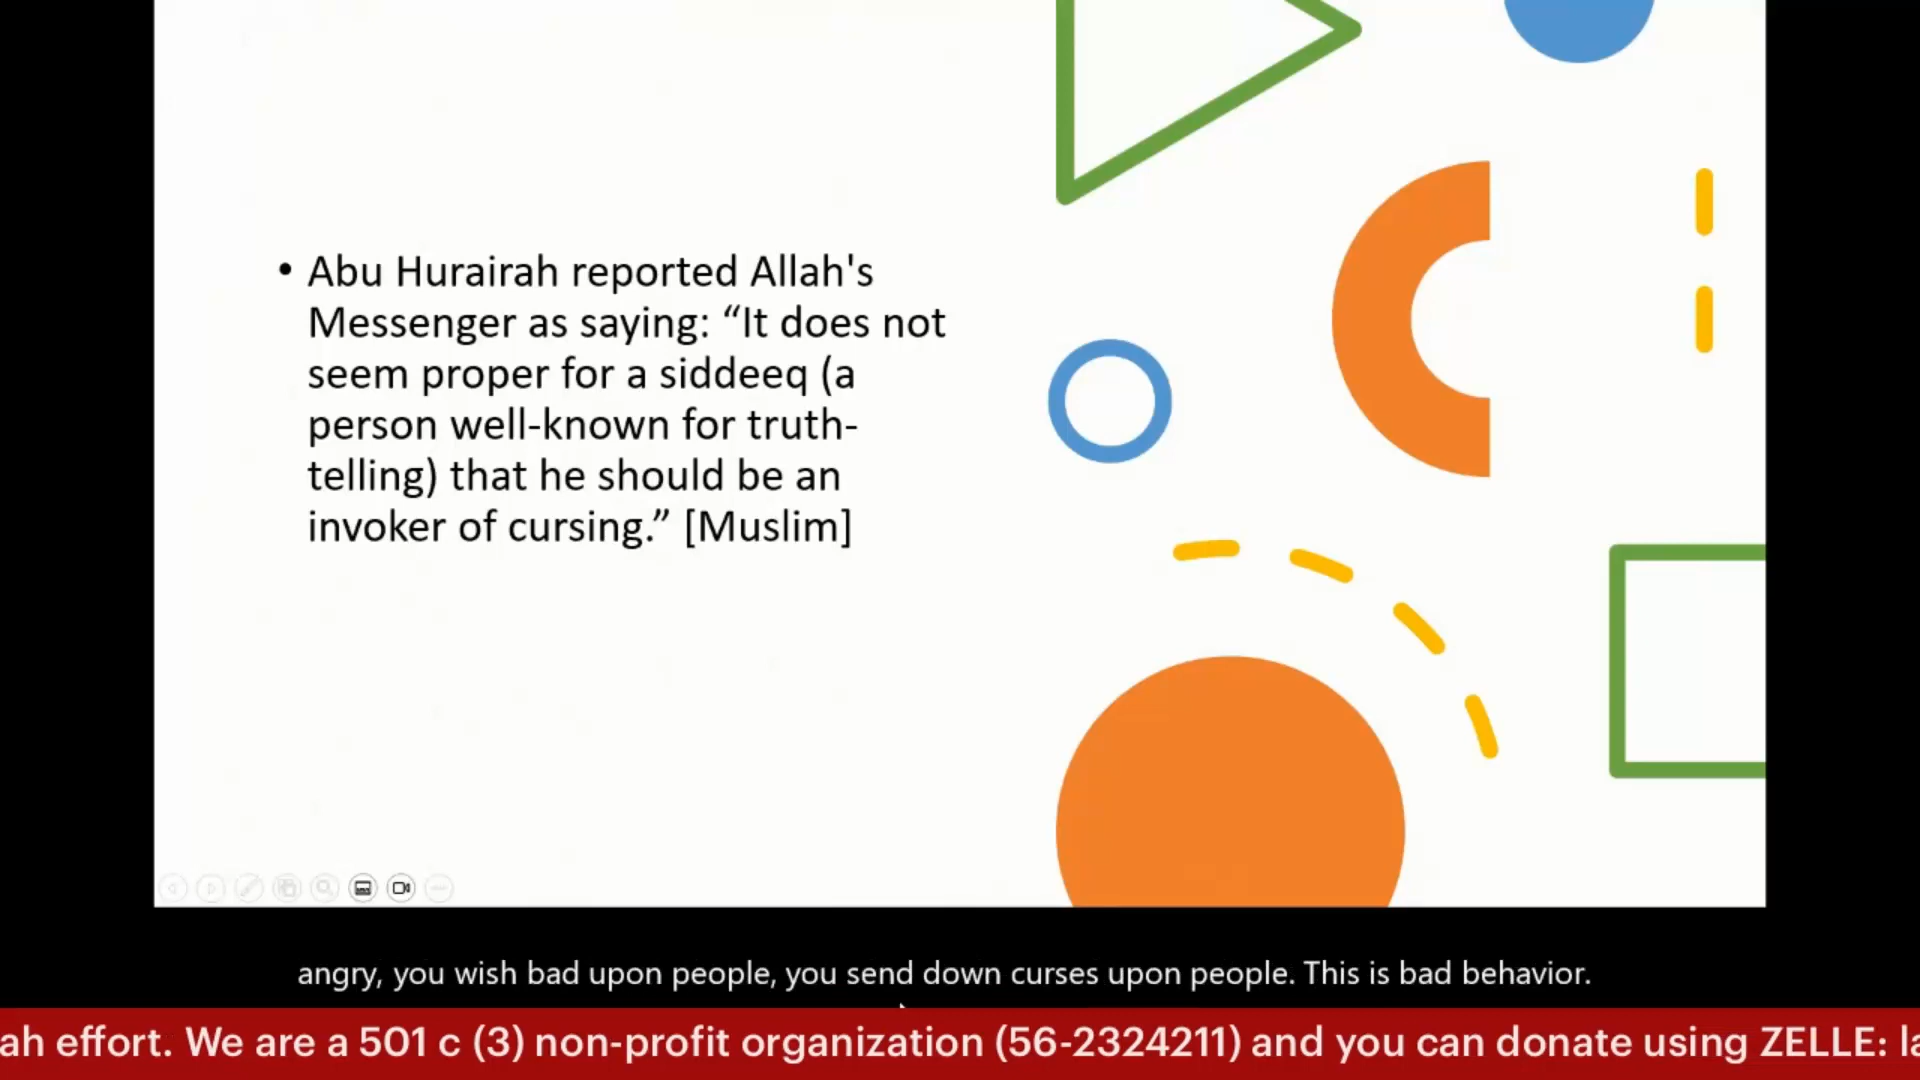 • Abu Hurairah reported Allah's
Messenger as saying: “It does not
seem proper for a siddeeq (a
person well-known for truth-
telling) that he should be an
invoker of cursing.” [Muslim]
angry, you wish bad upon people, you send down curses upon people. This is bad behavior.
ah effort. We are a 501 c (3) non-profit organization (56-2324211) and you can donate using ZELLE: la